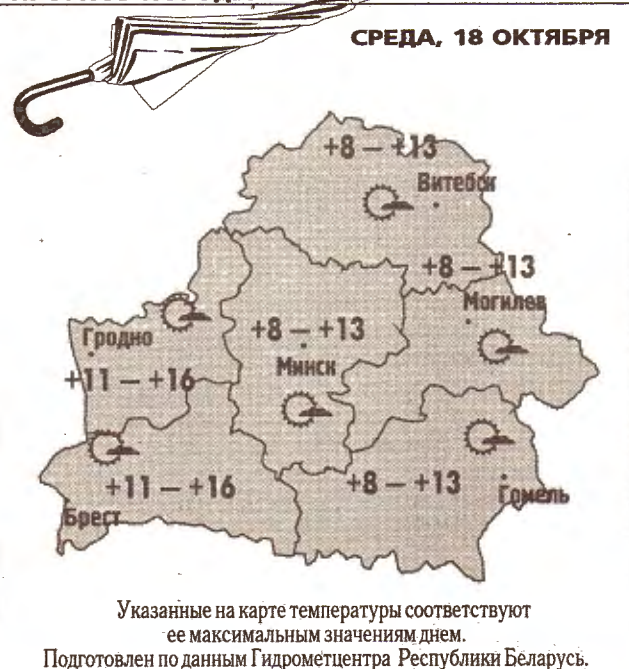 СРЕДА, 18 ОКТЯБРЯ
+8 – +13
Витебск
+8 – +13
Могилев
+8 – +13
Минск
Гродно
+11 – +16
+11 – +16
Брест
+8 – +13
Гомель
Указанные на карте температуры соответствуют
ее максимальным значениям днем.
Подготовлен по данным Гидрометцентра Республики Беларусь.